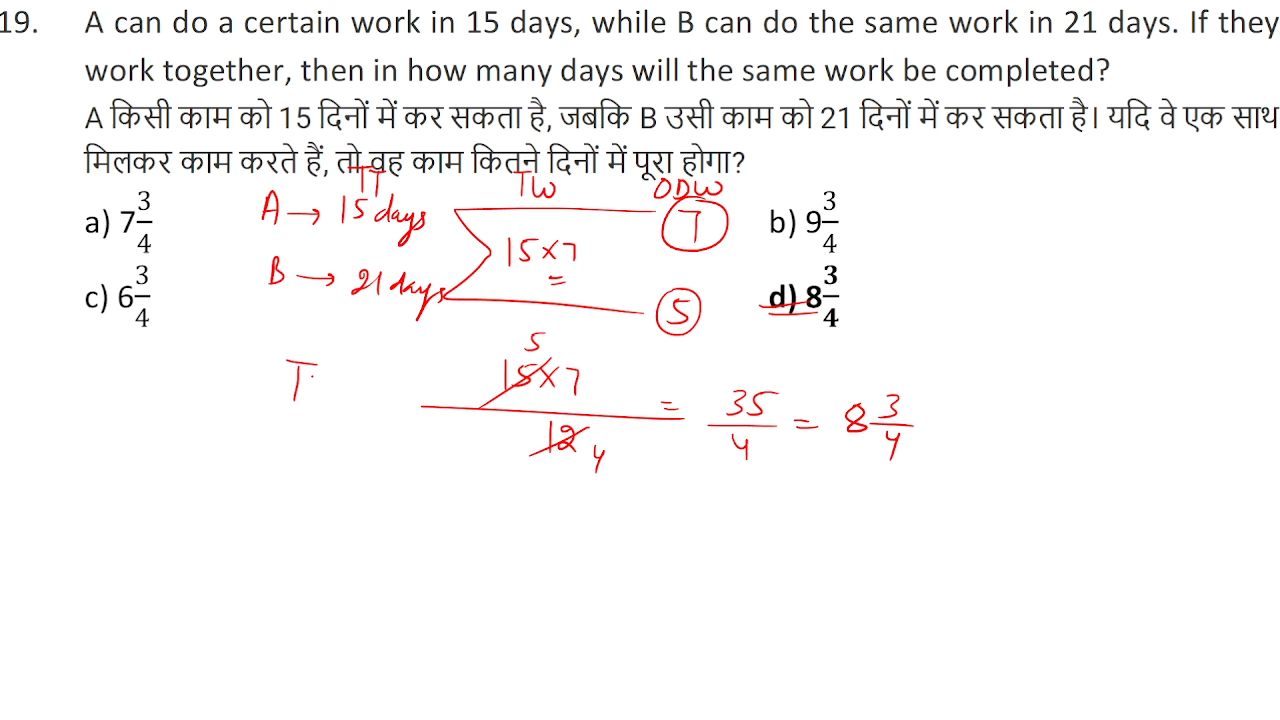 19. A can do a certain work in 15 days, while B can do the same work in 21 days. If they
work together, then in how many days will the same work be completed?
A किसी काम को 15 दिनों में कर सकता है, जबकि B उसी काम को 21 दिनों में कर सकता है। यदि वे एक साथ
मिलकर काम करते हैं, तो वह काम कितने दिनों में पूरा होगा?
TT TW ODW
a) 7 3/4 A → 15 days 7 b) 9 3/4
15×7 =
c) 6 3/4 B → 21 days 5 d) 8 3/4
5
T 15×7 / 12 4 = 35/4 = 8 3/4